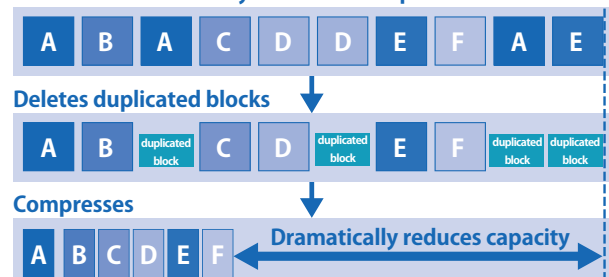 A B A C D D E F A E
Deletes duplicated blocks
A B duplicated block C D duplicated block E F duplicated block duplicated block
Compresses
A B C D E F Dramatically reduces capacity